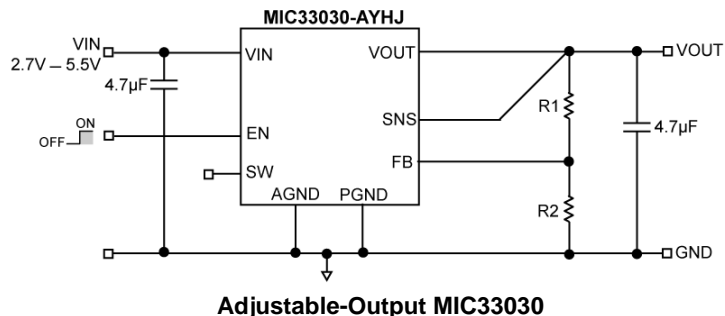 MIC33030-AYHJ
VIN
2.7V – 5.5V
VIN
VOUT
VOUT
4.7µF
R1
SNS
4.7µF
ON
OFF
EN
FB
SW
R2
AGND
PGND
GND
Adjustable-Output MIC33030